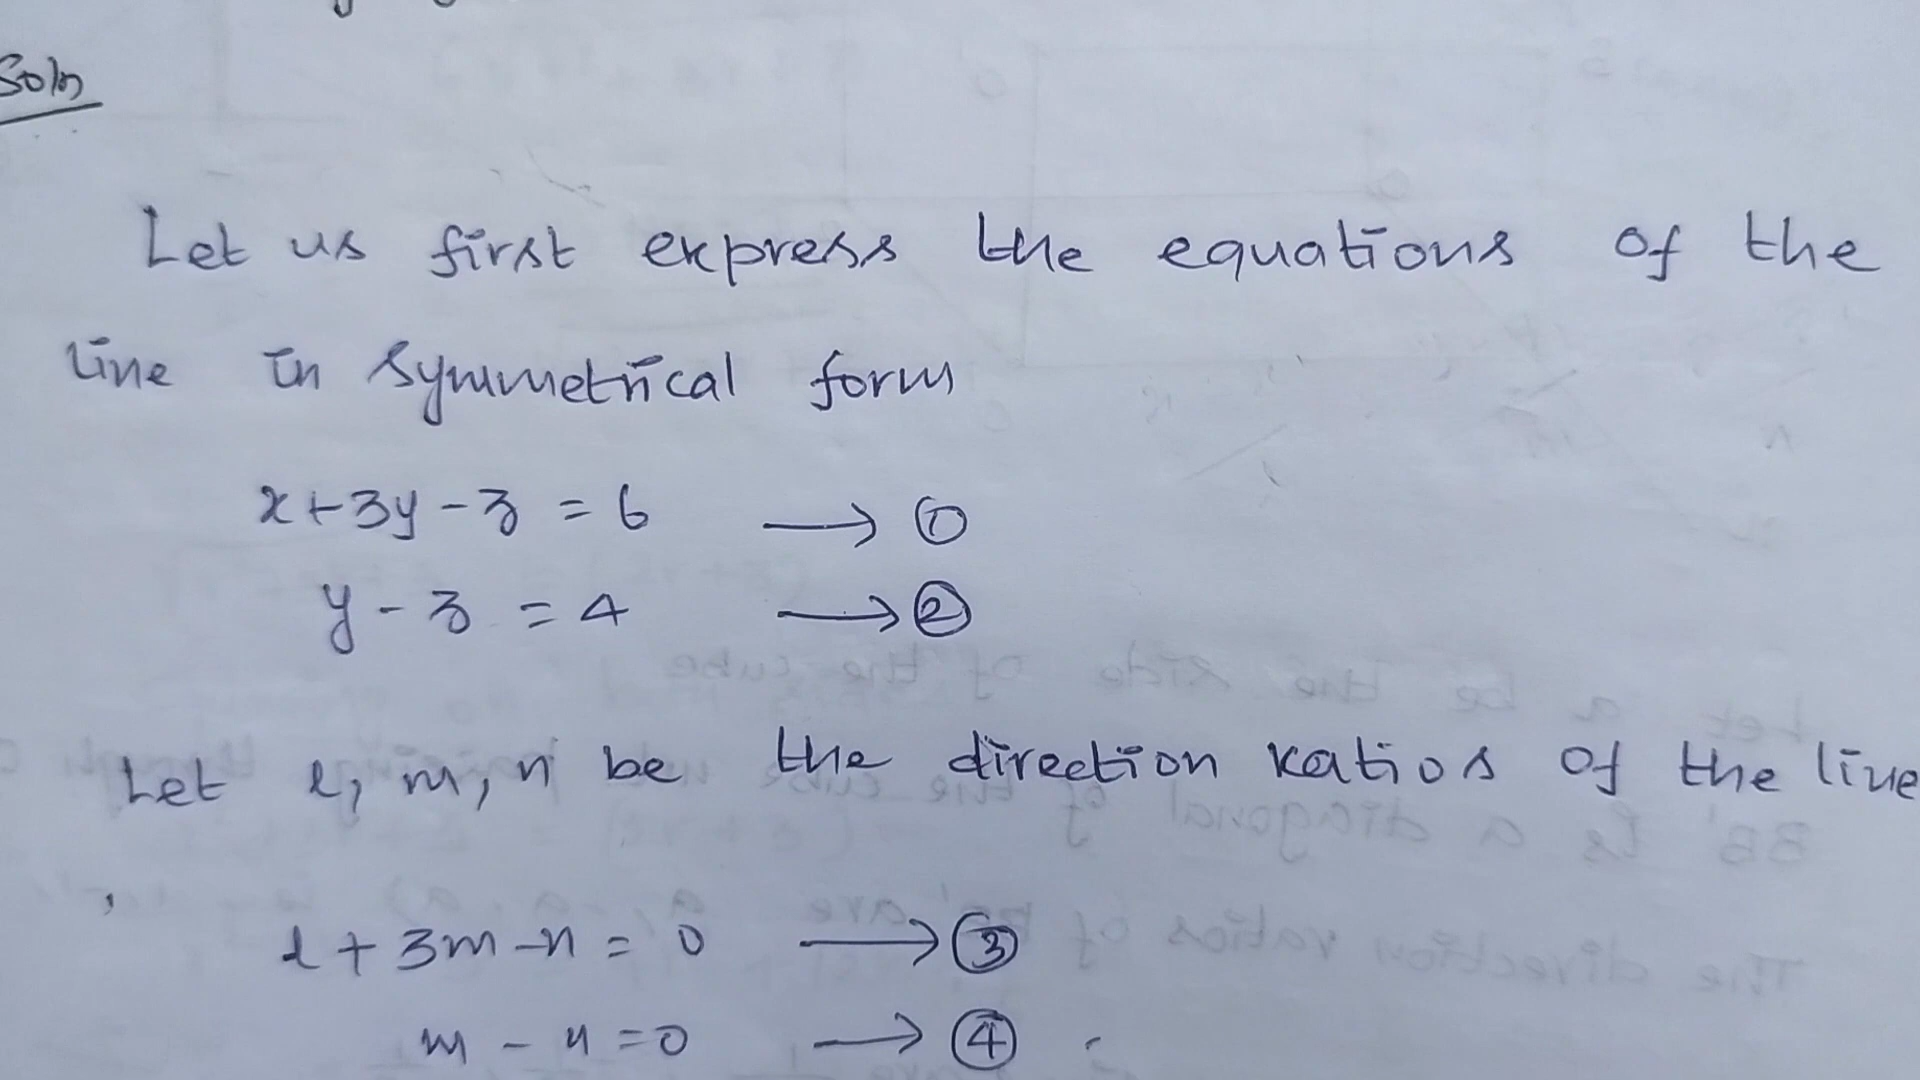 Soln
Let us first express the equations of the
line in symmetrical form
x+3y-z = 6 → ①
y-z = 4 → ②
Let l, m, n be the direction ratios of the line
l + 3m - n = 0 → ③
m - n = 0 → ④